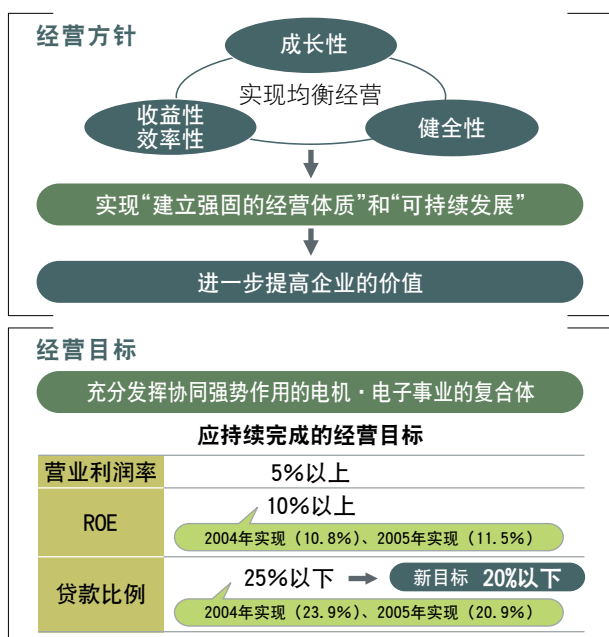 经营方针
成长性
实现均衡经营
收益性
效率性
健全性
实现“建立强固的经营体质”和“可持续发展”
进一步提高企业的价值
经营目标
充分发挥协同强势作用的电机·电子事业的复合体
应持续完成的经营目标
营业利润率 5%以上
ROE 10%以上
2004年实现（10.8%）、2005年实现（11.5%）
贷款比例 25%以下 新目标 20%以下
2004年实现（23.9%）、2005年实现（20.9%）